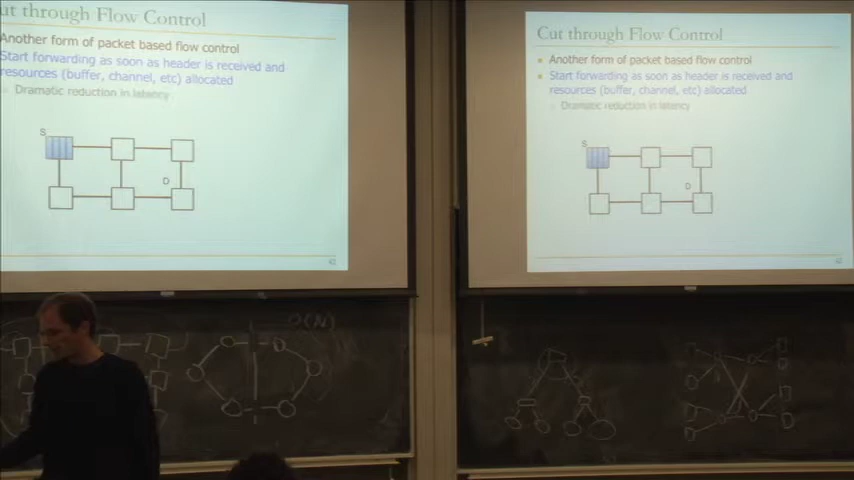 ut through Flow Control
Another form of packet based flow control
Start forwarding as soon as header is received and
resources (buffer, channel, etc) allocated
Dramatic reduction in latency
S
D
42
Cut through Flow Control
Another form of packet based flow control
Start forwarding as soon as header is received and
resources (buffer, channel, etc) allocated
Dramatic reduction in latency
S
D
42
O(N)